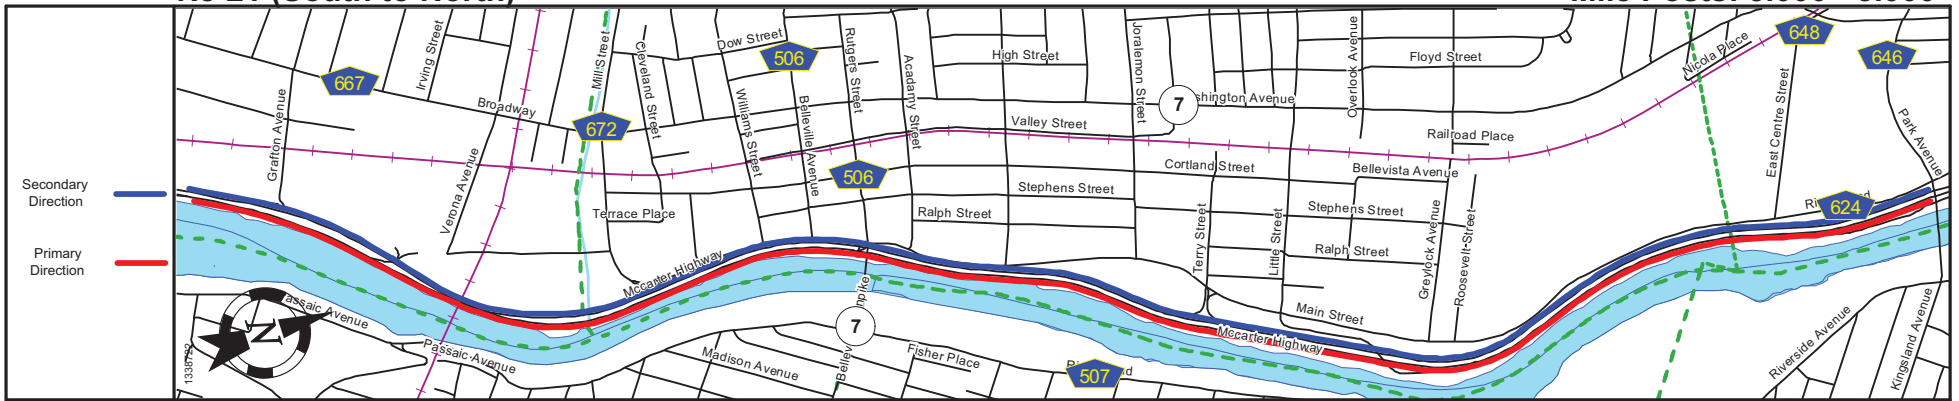 Secondary
Direction
Primary
Direction
667
Irving Street
Grafton Avenue
Broadway
Verona Avenue
Mill Street
672
Cleveland Street
Dow Street
506
Williams Street
Belleville Avenue
Rutgers Street
Acadamy Street
506
Terrace Place
Mccarter Highway
High Street
Valley Street
Joralemon Street
7
shington Avenue
Cortland Street
Stephens Street
Ralph Street
Overlook Avenue
Floyd Street
Railroad Place
Bellevista Avenue
Stephens Street
Ralph Street
Terry Street
Little Street
Greylock Avenue
Roosevelt Street
Main Street
Mccarter Highway
Nicola Place
648
646
East Centre Street
Park Avenue
624
assaic Avenue
N
Passaic Avenue
Madison Avenue
7
Fisher Place
507
Riverside Avenue
Kingsland Avenue